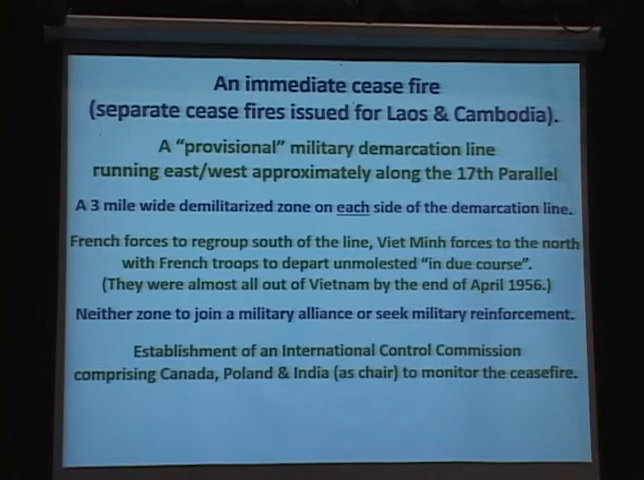 An immediate cease fire
(separate cease fires issued for Laos & Cambodia).
A “provisional” military demarcation line
running east/west approximately along the 17th Parallel
A 3 mile wide demilitarized zone on each side of the demarcation line.
French forces to regroup south of the line, Viet Minh forces to the north
with French troops to depart unmolested “in due course”.
(They were almost all out of Vietnam by the end of April 1956.)
Neither zone to join a military alliance or seek military reinforcement.
Establishment of an International Control Commission
comprising Canada, Poland & India (as chair) to monitor the ceasefire.